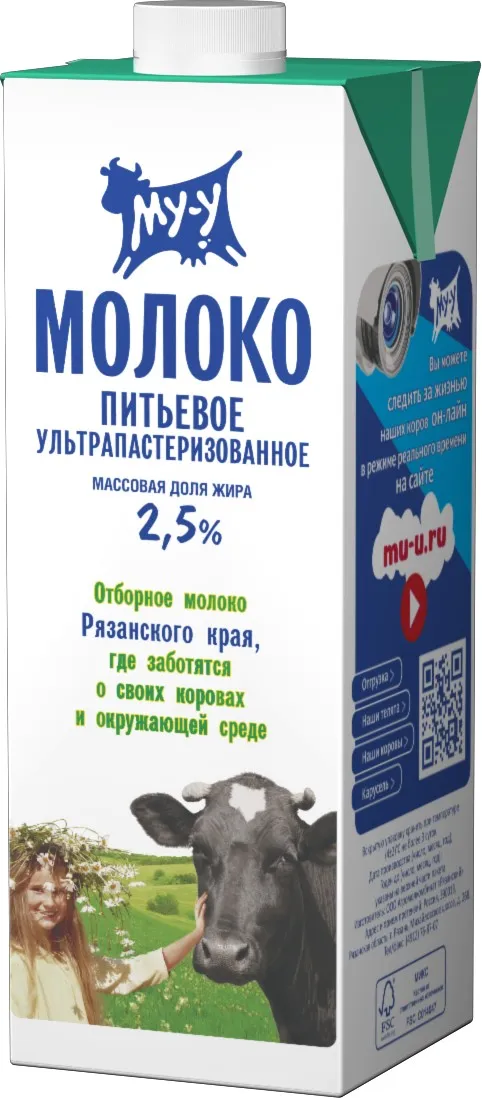 Му-у
МОЛОКО
ПИТЬЕВОЕ
УЛЬТРАПАСТЕРИЗОВАННОЕ
МАССОВАЯ ДОЛЯ ЖИРА
2,5%
Отборное молоко
Рязанского края,
где заботятся
о своих коровах
и окружающей среде
Му-у
Вы можете
следить за жизнью
наших коров он-лайн
в режиме реального времени
на сайте
mu-u.ru
Отгрузка
Наши телята
Наши коровы
Карусель
МИКС
FSC